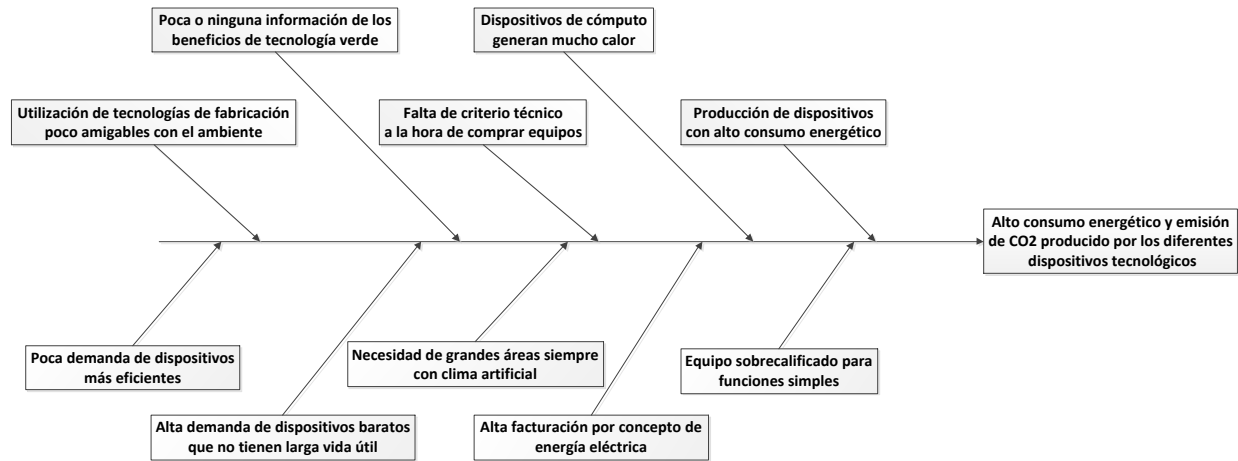 Poca o ninguna información de los
beneficios de tecnología verde
Dispositivos de cómputo
generan mucho calor
Utilización de tecnologías de fabricación
poco amigables con el ambiente
Falta de criterio técnico
a la hora de comprar equipos
Producción de dispositivos
con alto consumo energético
Alto consumo energético y emisión
de CO2 producido por los diferentes
dispositivos tecnológicos
Poca demanda de dispositivos
más eficientes
Necesidad de grandes áreas siempre
con clima artificial
Equipo sobrecalificado para
funciones simples
Alta demanda de dispositivos baratos
que no tienen larga vida útil
Alta facturación por concepto de
energía eléctrica